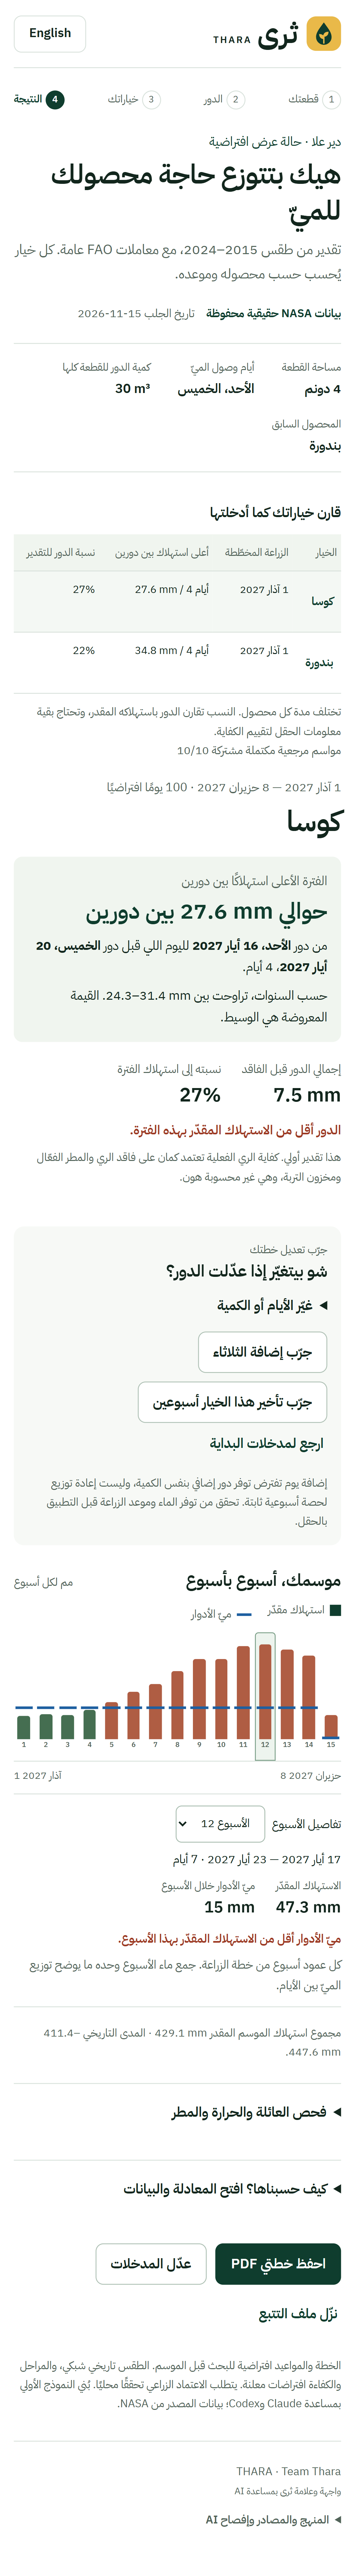 ثرى THARA
English
1 قطعتك
2 الدور
3 خياراتك
4 النتيجة
دير علا · حالة عرض افتراضية
هيك بتتوزع حاجة محصولك
للميّ
تقدير من طقس 2015–2024، مع معاملات FAO عامة. كل خيار
يُحسب حسب محصوله وموعده.
بيانات NASA حقيقية محفوظة تاريخ الجلب 15-11-2026
مساحة القطعة
4 دونم
أيام وصول الميّ
الأحد، الخميس
كمية الدور للقطعة كلها
30 m³
المحصول السابق
بندورة
قارن خياراتك كما أدخلتها
الخيار الزراعة المخطّطة أعلى استهلاك بين دورين نسبة الدور للتقدير
كوسا 1 آذار 2027 27.6 mm / 4 أيام 27%
بندورة 1 آذار 2027 34.8 mm / 4 أيام 22%
تختلف مدة كل محصول. النسب تقارن الدور باستهلاكه المقدر، وتحتاج بقية
معلومات الحقل لتقييم الكفاية.
مواسم مرجعية مكتملة مشتركة 10/10
1 آذار 2027 — 8 حزيران 2027 · 100 يومًا افتراضيًا
كوسا
الفترة الأعلى استهلاكًا بين دورين
حوالي 27.6 mm بين دورين
من دور الأحد، 16 أيار 2027 لليوم اللي قبل دور الخميس، 20
أيار 2027، 4 أيام.
حسب السنوات، تراوحت بين 24.3–31.4 mm. القيمة
المعروضة هي الوسيط.
إجمالي الدور قبل الفاقد
7.5 mm
نسبته إلى استهلاك الفترة
27%
الدور أقل من الاستهلاك المقدّر بهذه الفترة.
هذا تقدير أولي. كفاية الري الفعلية تعتمد كمان على فاقد الري والمطر الفعّال
ومخزون التربة، وهي غير محسوبة هون.
جرّب تعديل خطتك
شو بيتغيّر إذا عدّلت الدور؟
غيّر الأيام أو الكمية
جرّب إضافة الثلاثاء
جرّب تأخير هذا الخيار أسبوعين
ارجع لمدخلات البداية
إضافة يوم تفترض توفر دور إضافي بنفس الكمية، وليست إعادة توزيع
لحصة أسبوعية ثابتة. تحقق من توفر الماء وموعد الزراعة قبل التطبيق
بالحقل.
موسمك، أسبوع بأسبوع
مم لكل أسبوع
استهلاك مقدّر
ميّ الأدوار
1 2 3 4 5 6 7 8 9 10 11 12 13 14 15
1 آذار 2027
8 حزيران 2027
تفاصيل الأسبوع
الأسبوع 12
17 أيار 2027 — 23 أيار 2027 · 7 أيام
الاستهلاك المقدّر
47.3 mm
ميّ الأدوار خلال الأسبوع
15 mm
ميّ الأدوار أقل من الاستهلاك المقدّر بهذا الأسبوع.
كل عمود أسبوع من خطة الزراعة. جمع ماء الأسبوع وحده ما يوضح توزيع
الميّ بين الأيام.
مجموع استهلاك الموسم المقدر 429.1 mm · المدى التاريخي 411.4–
447.6 mm.
فحص العائلة والحرارة والمطر
كيف حسبناها؟ افتح المعادلة والبيانات
احفظ خطتي PDF
عدّل المدخلات
نزّل ملف التتبع
الخطة والمواعيد افتراضية للبحث قبل الموسم. الطقس تاريخي شبكي، والمراحل
والكفاءة افتراضات معلنة. يتطلب الاعتماد الزراعي تحققًا محليًا. بُني النموذج الأولي
بمساعدة Claude وCodex؛ بيانات المصدر من NASA.
THARA · Team Thara
واجهة وعلامة ثرى بمساعدة AI
المنهج والمصادر وإفصاح AI